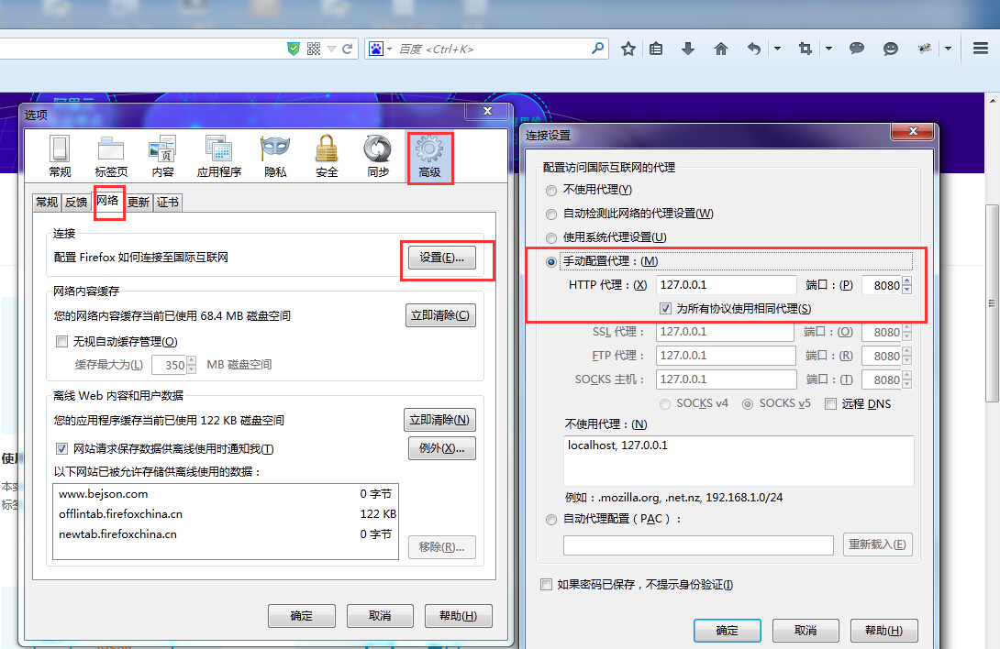 百度 <Ctrl+K>
选项
常规 标签页 内容 应用程序 隐私 安全 同步 高级
常规 反馈 网络 更新 证书
连接
配置 Firefox 如何连接至国际互联网 设置(E)...
网络内容缓存
您的网络内容缓存当前已使用 68.4 MB 磁盘空间 立即清除(C)
无视自动缓存管理(O)
缓存最大为(L) 350 MB 磁盘空间
离线 Web 内容和用户数据
您的应用程序缓存当前已使用 122 KB 磁盘空间 立即清除(N)
网站请求保存数据供离线使用时通知我(T) 例外(X)...
以下网站已被允许存储供离线使用的数据：
www.bejson.com 0 字节
offlintab.firefoxchina.cn 122 KB
newtab.firefoxchina.cn 0 字节
移除(R)...
确定 取消 帮助(H)
连接设置
配置访问国际互联网的代理
不使用代理(Y)
自动检测此网络的代理设置(W)
使用系统代理设置(U)
手动配置代理：(M)
HTTP 代理：(X) 127.0.0.1 端口：(P) 8080
为所有协议使用相同代理(S)
SSL 代理： 127.0.0.1 端口：(O) 8080
FTP 代理： 127.0.0.1 端口：(R) 8080
SOCKS 主机： 127.0.0.1 端口：(T) 8080
SOCKS v4 SOCKS v5 远程 DNS
不使用代理：(N)
localhost, 127.0.0.1
例如：.mozilla.org, .net.nz, 192.168.1.0/24
自动代理配置（PAC）：
重新载入(E)
如果密码已保存，不提示身份验证(I)
确定 取消 帮助(H)